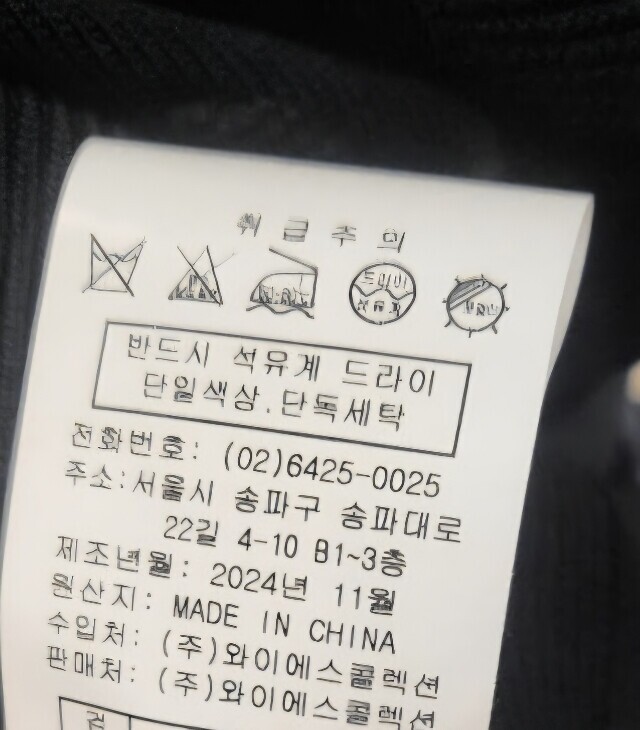 취급주의
드라이
석유계
반드시 석유계 드라이
단일색상.단독세탁
전화번호: (02)6425-0025
주소:서울시 송파구 송파대로
22길 4-10 B1~3층
제조년월: 2024년 11월
원산지: MADE IN CHINA
수입처: (주)와이에스콜렉션
판매처: (주)와이에스콜렉션
검